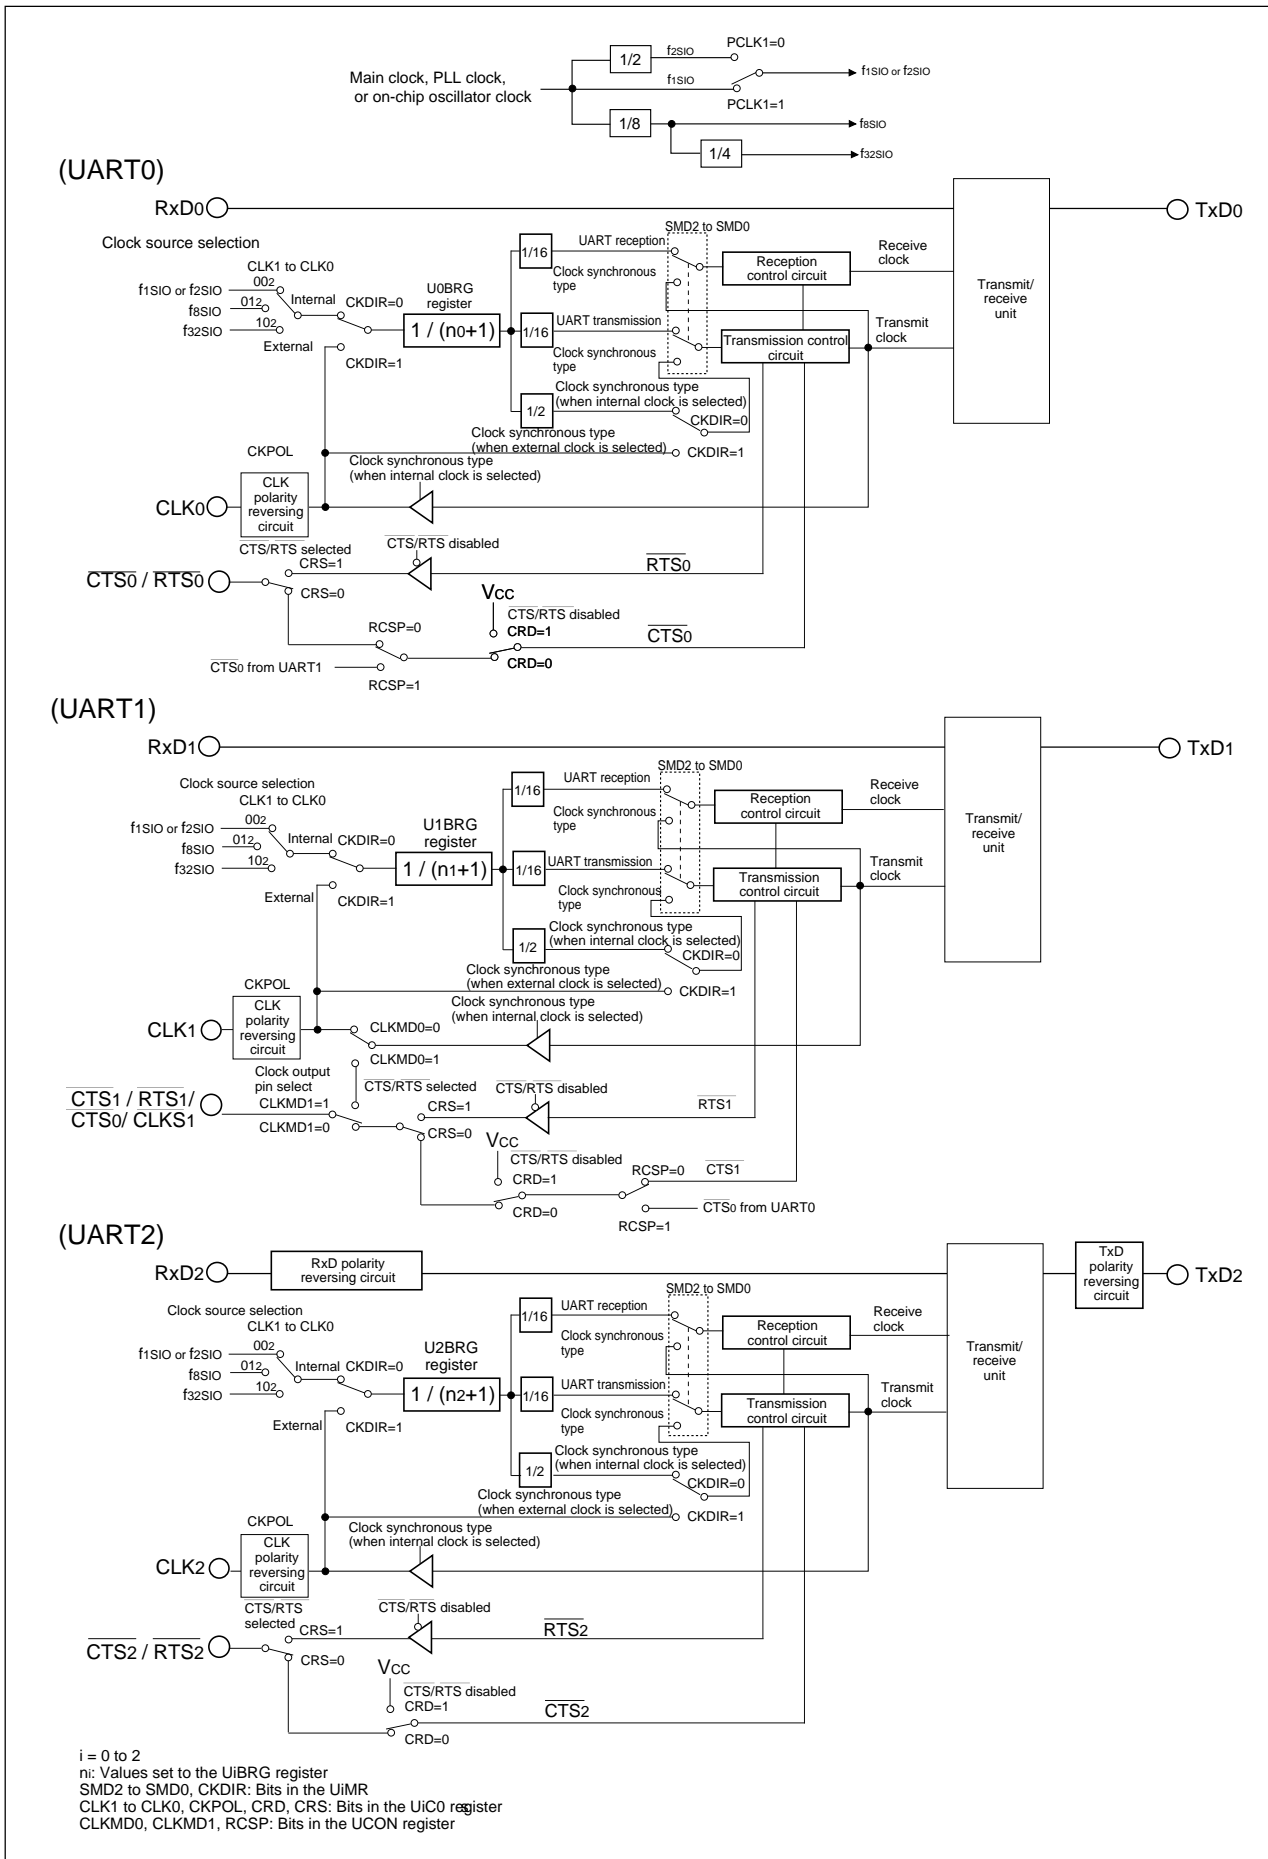 PCLK1=0
1/2
f2SIO
Main clock, PLL clock,
or on-chip oscillator clock
f1SIO
f1SIO or f2SIO
PCLK1=1
1/8
f8SIO
1/4
f32SIO
(UART0)
RxD0
TxD0
SMD2 to SMD0
Clock source selection
UART reception
1/16
Reception
control circuit
Receive
clock
CLK1 to CLK0
Clock synchronous
type
Transmit/
receive
unit
f1SIO or f2SIO
002
Internal
CKDIR=0
U0BRG
register
f8SIO
012
1 / (n0+1)
1/16
UART transmission
Transmission control
circuit
Transmit
clock
f32SIO
102
External
CKDIR=1
Clock synchronous
type
Clock synchronous type
(when internal clock is selected)
1/2
CKDIR=0
Clock synchronous type
(when external clock is selected)
CKDIR=1
CKPOL
Clock synchronous type
(when internal clock is selected)
CLK0
CLK
polarity
reversing
circuit
CTS/RTS selected
CTS/RTS disabled
CRS=1
RTS0
CTS0 / RTS0
CRS=0
VCC
CTS/RTS disabled
RCSP=0
CRD=1
CTS0
CTS0 from UART1
CRD=0
RCSP=1
(UART1)
RxD1
TxD1
SMD2 to SMD0
Clock source selection
UART reception
1/16
Reception
control circuit
Receive
clock
CLK1 to CLK0
Clock synchronous
type
Transmit/
receive
unit
f1SIO or f2SIO
002
Internal
CKDIR=0
U1BRG
register
f8SIO
012
1 / (n1+1)
1/16
UART transmission
Transmission
control circuit
Transmit
clock
f32SIO
102
External
CKDIR=1
Clock synchronous
type
Clock synchronous type
(when internal clock is selected)
1/2
CKDIR=0
Clock synchronous type
(when external clock is selected)
CKDIR=1
CKPOL
Clock synchronous type
(when internal clock is selected)
CLK1
CLK
polarity
reversing
circuit
CLKMD0=0
CLKMD0=1
Clock output
pin select
CTS/RTS selected
CTS/RTS disabled
CTS1 / RTS1/
CTS0/ CLKS1
CLKMD1=1
CRS=1
RTS1
CLKMD1=0
CRS=0
VCC
CTS/RTS disabled
CRD=1
RCSP=0
CTS1
CRD=0
CTS0 from UART0
RCSP=1
(UART2)
RxD2
RxD polarity
reversing circuit
TxD
polarity
reversing
circuit
TxD2
SMD2 to SMD0
Clock source selection
UART reception
1/16
Reception
control circuit
Receive
clock
CLK1 to CLK0
Clock synchronous
type
Transmit/
receive
unit
f1SIO or f2SIO
002
Internal
CKDIR=0
U2BRG
register
f8SIO
012
1 / (n2+1)
1/16
UART transmission
Transmission
control circuit
Transmit
clock
f32SIO
102
External
CKDIR=1
Clock synchronous
type
Clock synchronous type
(when internal clock is selected)
1/2
CKDIR=0
Clock synchronous type
(when external clock is selected)
CKDIR=1
CKPOL
Clock synchronous type
(when internal clock is selected)
CLK2
CLK
polarity
reversing
circuit
CTS/RTS
selected
CTS/RTS disabled
CRS=1
RTS2
CTS2 / RTS2
CRS=0
VCC
CTS/RTS disabled
CRD=1
CTS2
CRD=0
i = 0 to 2
ni: Values set to the UiBRG register
SMD2 to SMD0, CKDIR: Bits in the UiMR
CLK1 to CLK0, CKPOL, CRD, CRS: Bits in the UiC0 register
CLKMD0, CLKMD1, RCSP: Bits in the UCON register